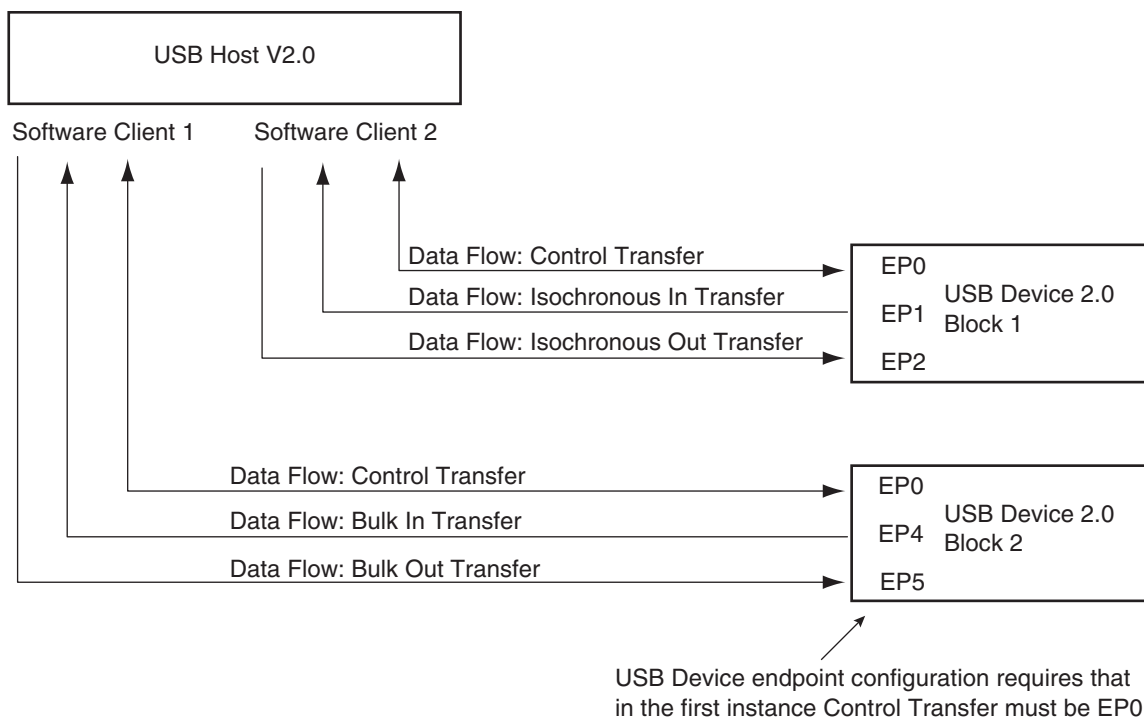 USB Host V2.0
Software Client 1
Software Client 2
Data Flow: Control Transfer
Data Flow: Isochronous In Transfer
Data Flow: Isochronous Out Transfer
EP0
EP1
EP2
USB Device 2.0
Block 1
Data Flow: Control Transfer
Data Flow: Bulk In Transfer
Data Flow: Bulk Out Transfer
EP0
EP4
EP5
USB Device 2.0
Block 2
USB Device endpoint configuration requires that
in the first instance Control Transfer must be EP0